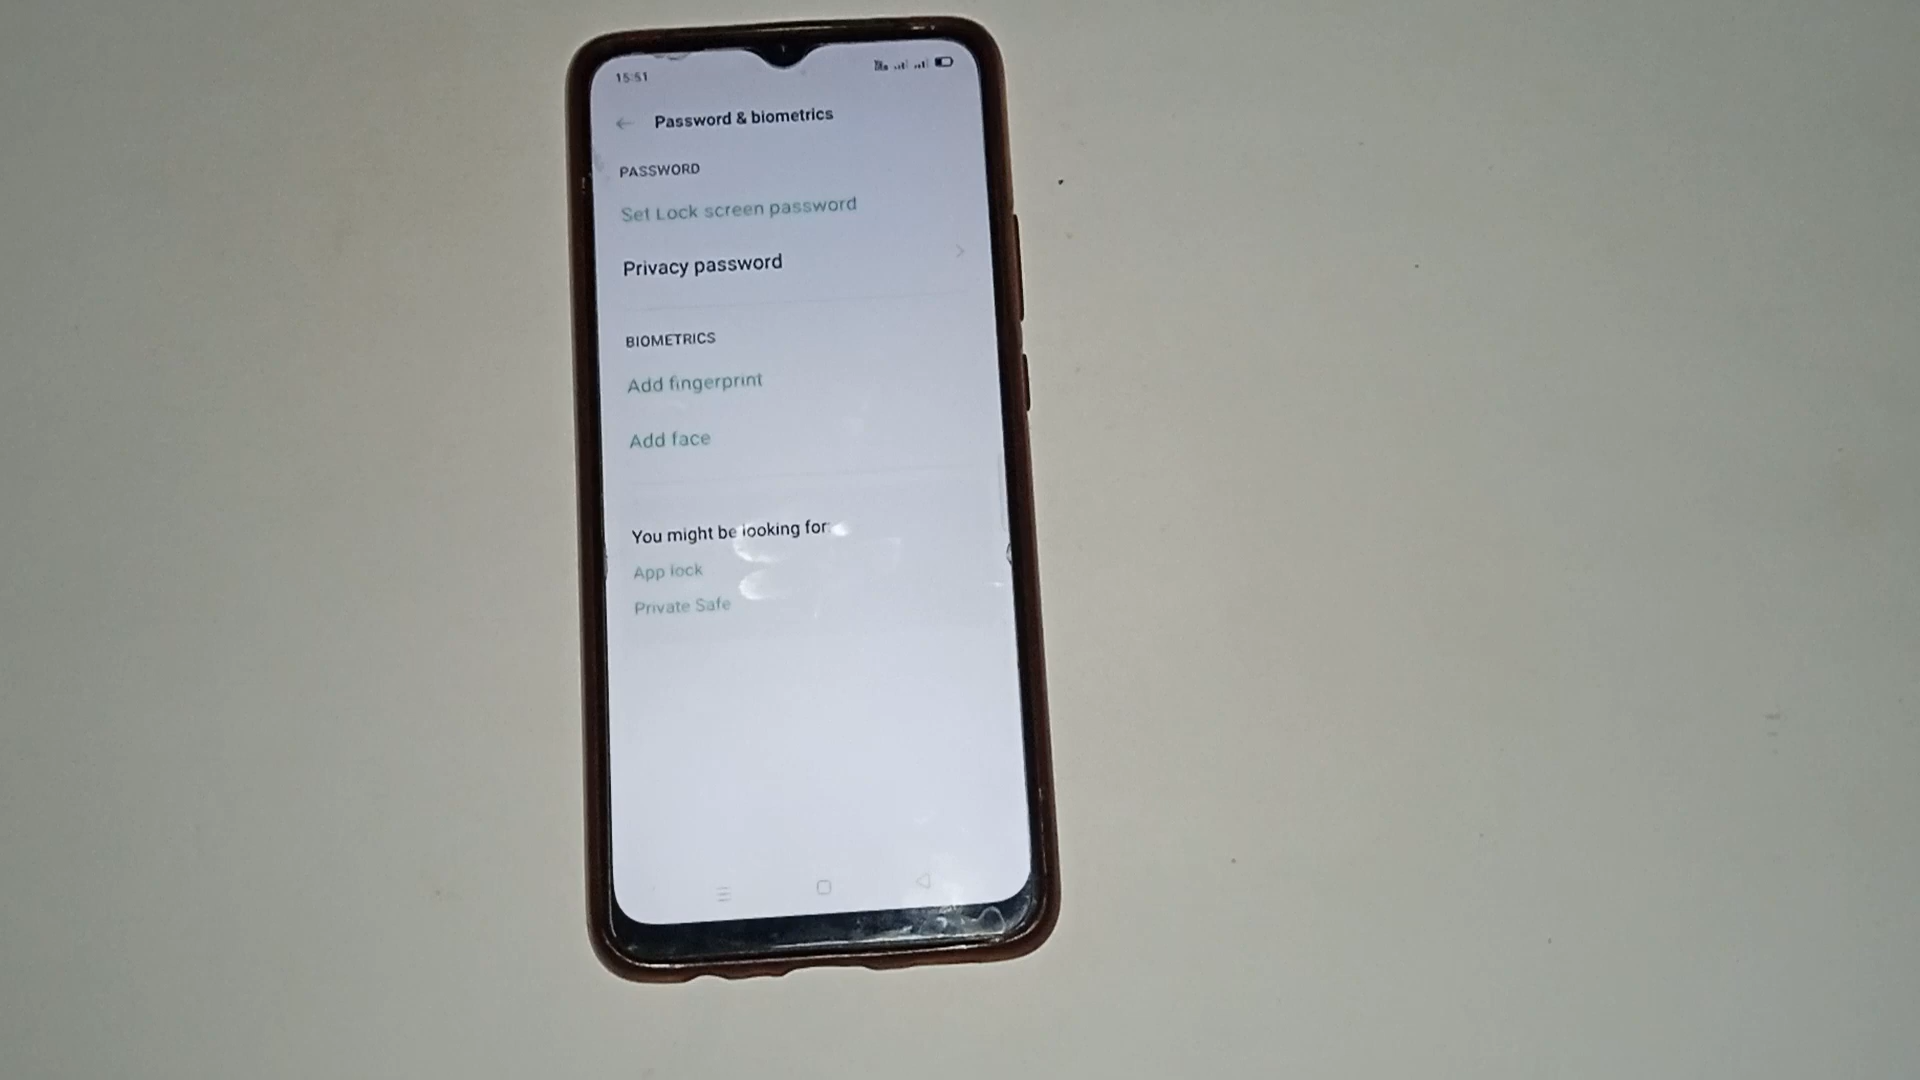 15:51
Password & biometrics
PASSWORD
Set Lock screen password
Privacy password
BIOMETRICS
Add fingerprint
Add face
You might be looking for:
App lock
Private Safe